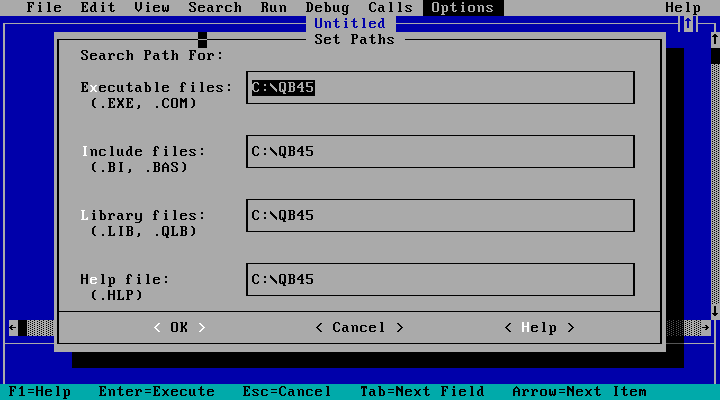 File Edit View Search Run Debug Calls Options Help
Untitled
Set Paths
Search Path For:
Executable files: C:\QB45
(.EXE, .COM)
Include files: C:\QB45
(.BI, .BAS)
Library files: C:\QB45
(.LIB, .QLB)
Help file: C:\QB45
(.HLP)
< OK > < Cancel > < Help >
F1=Help Enter=Execute Esc=Cancel Tab=Next Field Arrow=Next Item